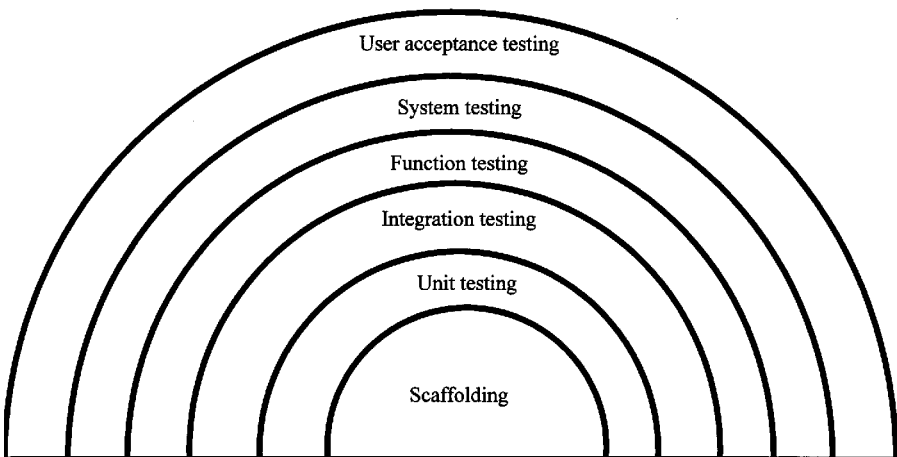 User acceptance testing
System testing
Function testing
Integration testing
Unit testing
Scaffolding